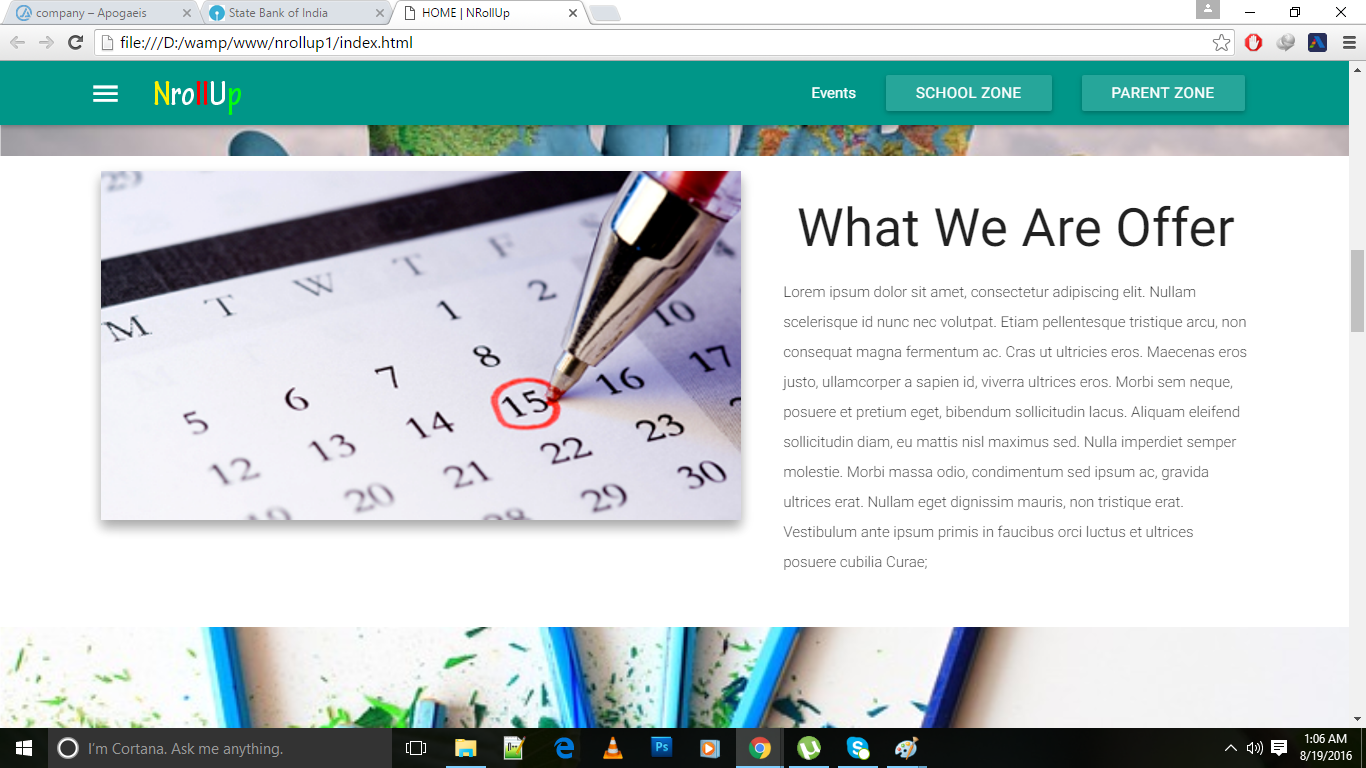 company – Apogaeis
State Bank of India
HOME | NRollUp
file:///D:/wamp/www/nrollup1/index.html
NrollUp
Events
SCHOOL ZONE
PARENT ZONE
29
M T W T F S
1 2
5 6 7 8 10
12 13 14 15 16 17
19 20 21 22 23
28 29 30
What We Are Offer
Lorem ipsum dolor sit amet, consectetur adipiscing elit. Nullam
scelerisque id nunc nec volutpat. Etiam pellentesque tristique arcu, non
consequat magna fermentum ac. Cras ut ultricies eros. Maecenas eros
justo, ullamcorper a sapien id, viverra ultrices eros. Morbi sem neque,
posuere et pretium eget, bibendum sollicitudin lacus. Aliquam eleifend
sollicitudin diam, eu mattis nisl maximus sed. Nulla imperdiet semper
molestie. Morbi massa odio, condimentum sed ipsum ac, gravida
ultrices erat. Nullam eget dignissim mauris, non tristique erat.
Vestibulum ante ipsum primis in faucibus orci luctus et ultrices
posuere cubilia Curae;
I'm Cortana. Ask me anything.
Ps
1:06 AM
8/19/2016